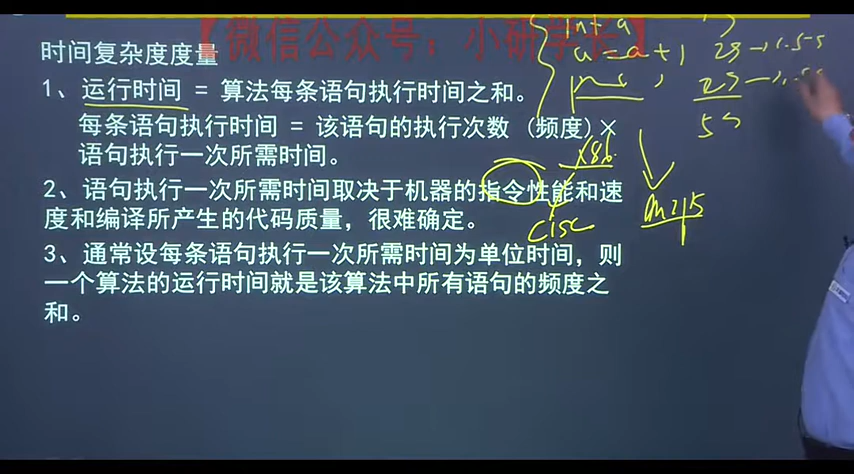 【微信公众号：小研学长】
时间复杂度度量
a = a + 1 2s → 1.5s
2s
5s
1、运行时间 = 算法每条语句执行时间之和。
每条语句执行时间 = 该语句的执行次数（频度）×
语句执行一次所需时间。
x86
2、语句执行一次所需时间取决于机器的指令性能和速
度和编译所产生的代码质量，很难确定。
cisc
3、通常设每条语句执行一次所需时间为单位时间，则
一个算法的运行时间就是该算法中所有语句的频度之
和。